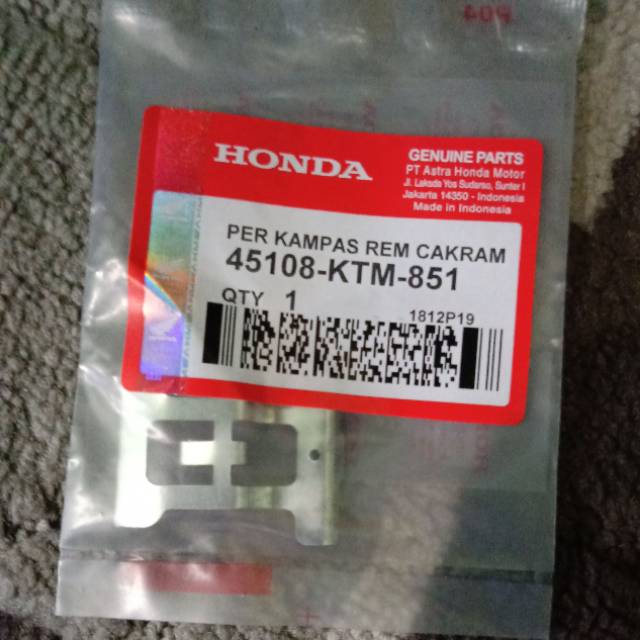 P04
HONDA
GENUINE PARTS
PT Astra Honda Motor
Jl. Laksda Yos Sudarso, Sunter I
Jakarta 14350 - Indonesia
Made in Indonesia
PER KAMPAS REM CAKRAM
45108-KTM-851
QTY 1
1812P19